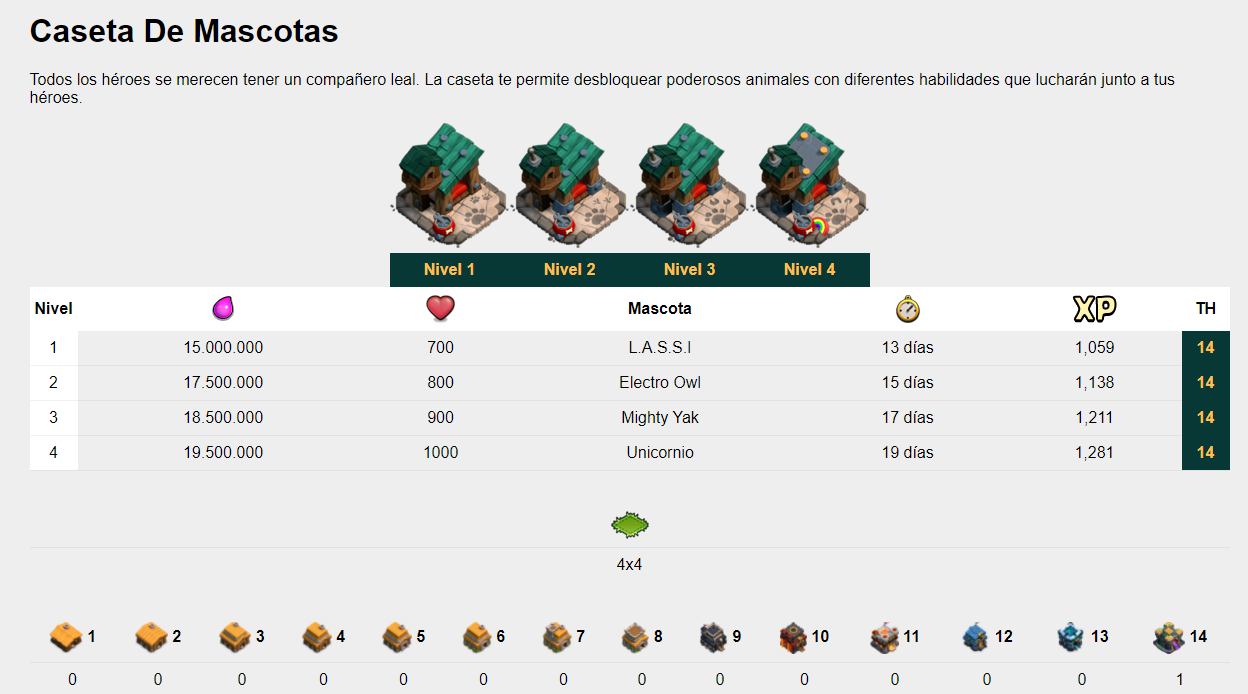 Caseta De Mascotas
Todos los héroes se merecen tener un compañero leal. La caseta te permite desbloquear poderosos animales con diferentes habilidades que lucharán junto a tus
héroes.
Nivel 1 Nivel 2 Nivel 3 Nivel 4
Nivel Mascota XP TH
1 15.000.000 700 L.A.S.S.I 13 días 1,059 14
2 17.500.000 800 Electro Owl 15 días 1,138 14
3 18.500.000 900 Mighty Yak 17 días 1,211 14
4 19.500.000 1000 Unicornio 19 días 1,281 14
4x4
1 2 3 4 5 6 7 8 9 10 11 12 13 14
0 0 0 0 0 0 0 0 0 0 0 0 0 1